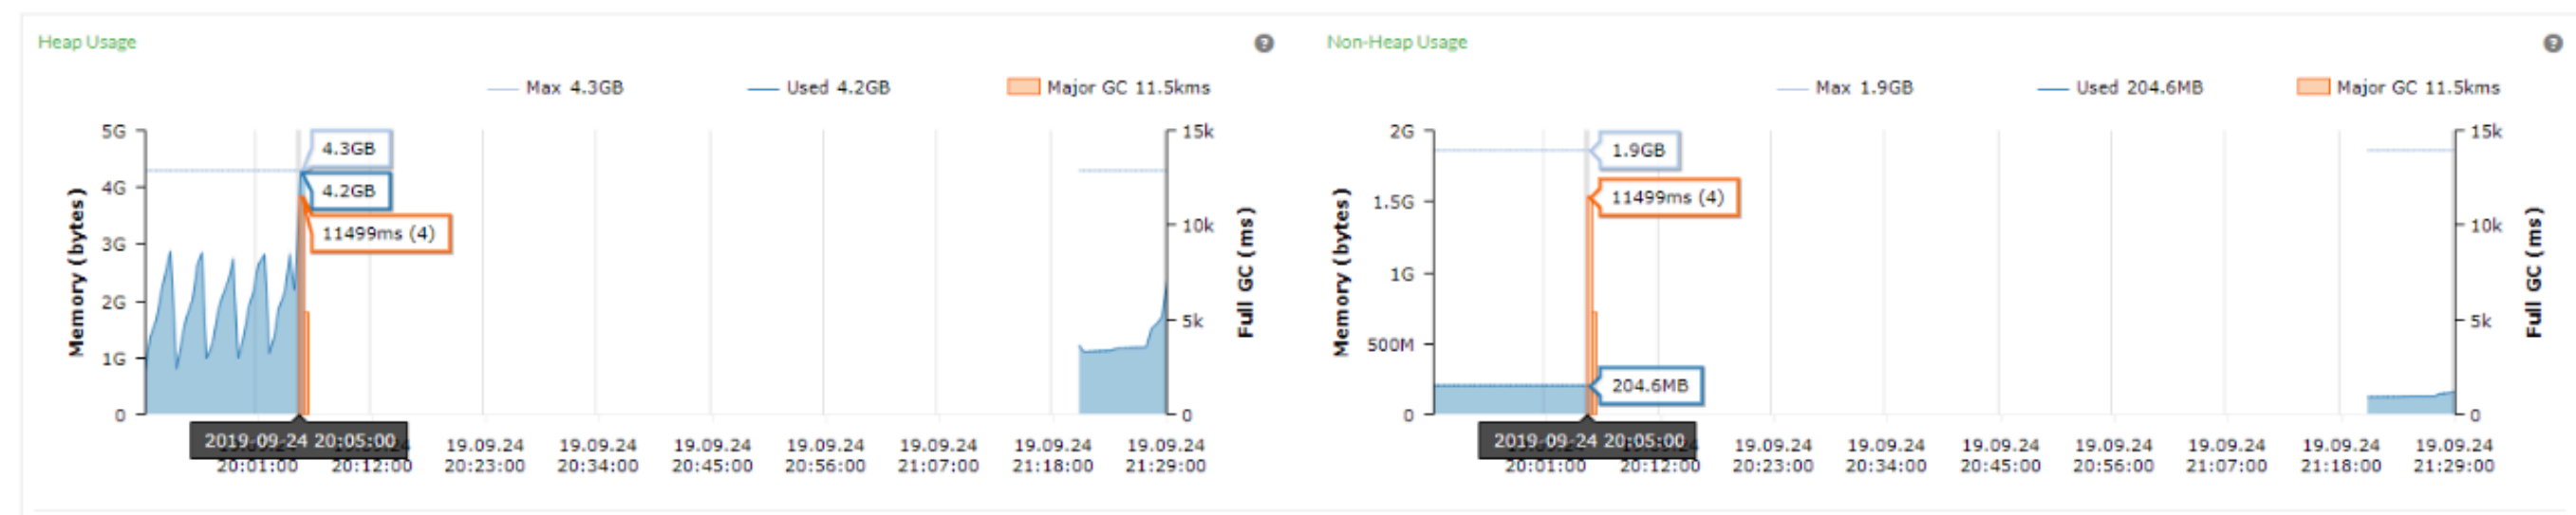 Heap Usage
Max 4.3GB Used 4.2GB Major GC 11.5kms
5G
4G
3G
2G
1G
0
Memory (bytes)
4.3GB
4.2GB
11499ms (4)
15k
10k
5k
0
Full GC (ms)
2019-09-24 20:05:00
19.09.24 19.09.24 19.09.24 19.09.24 19.09.24 19.09.24 19.09.24
20:01:00 20:12:00 20:23:00 20:34:00 20:45:00 20:56:00 21:07:00 21:18:00 21:29:00
Non-Heap Usage
Max 1.9GB Used 204.6MB Major GC 11.5kms
2G
1.5G
1G
500M
0
Memory (bytes)
1.9GB
11499ms (4)
204.6MB
15k
10k
5k
0
Full GC (ms)
2019-09-24 20:05:00
19.09.24 19.09.24 19.09.24 19.09.24 19.09.24 19.09.24 19.09.24
20:01:00 20:12:00 20:23:00 20:34:00 20:45:00 20:56:00 21:07:00 21:18:00 21:29:00